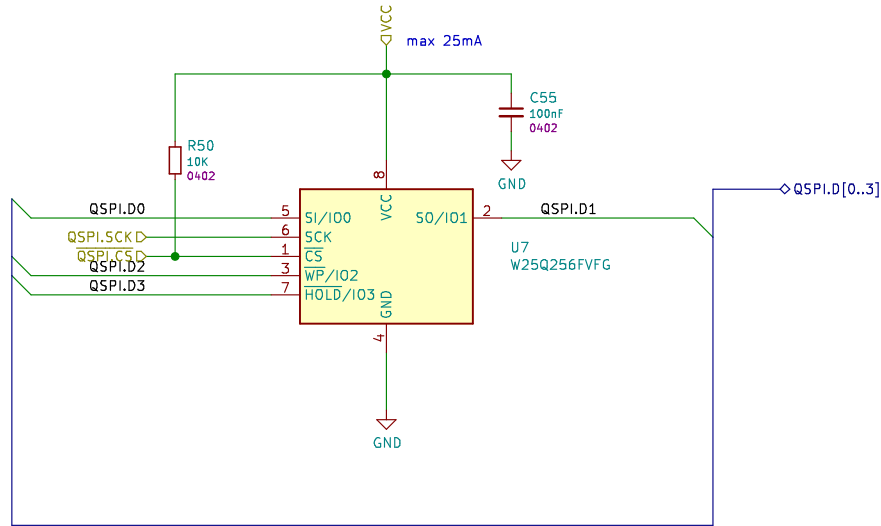 VCC
max 25mA
C55
100nF
0402
GND
R50
10K
0402
8
VCC
QSPI.D[0..3]
QSPI.D0
5
SI/IO0
SO/IO1
2
QSPI.D1
QSPI.SCK
6
SCK
QSPI.CS
1
CS
U7
W25Q256FVFG
QSPI.D2
3
WP/IO2
QSPI.D3
7
HOLD/IO3
GND
4
GND